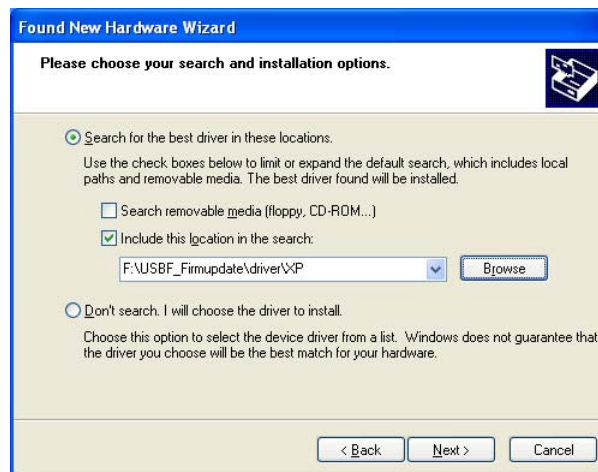 Found New Hardware Wizard
Please choose your search and installation options.
Search for the best driver in these locations.
Use the check boxes below to limit or expand the default search, which includes local
paths and removable media. The best driver found will be installed.
Search removable media (floppy, CD-ROM...)
Include this location in the search:
F:\USBF_Firmupdate\driver\XP
Browse
Don't search. I will choose the driver to install.
Choose this option to select the device driver from a list. Windows does not guarantee that
the driver you choose will be the best match for your hardware.
< Back Next > Cancel